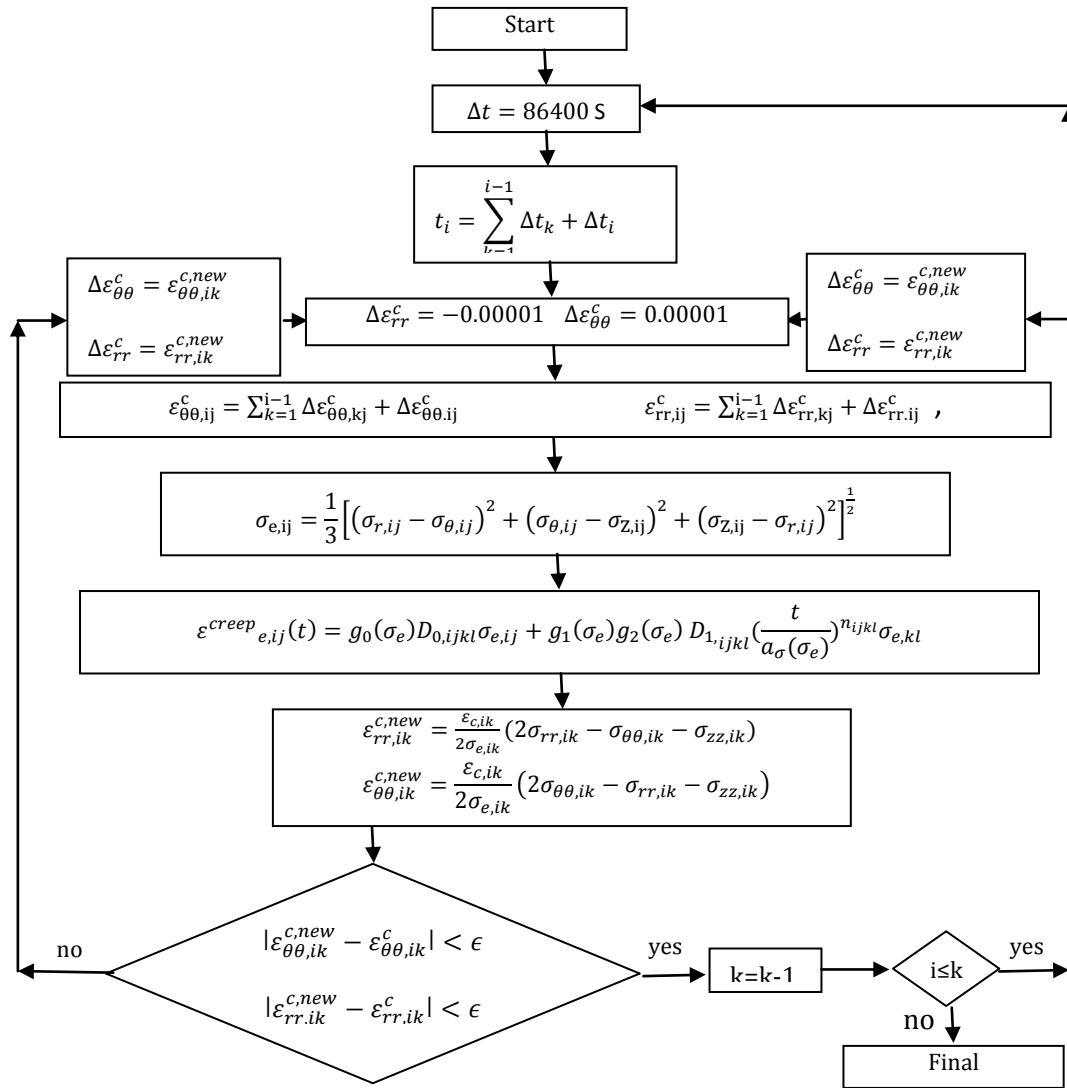 Start
Δt = 86400 S
i−1
t_i = ∑ Δt_k + Δt_i
k=1
Δε^c_θθ = ε^{c,new}_{θθ,ik}
Δε^c_rr = ε^{c,new}_{rr,ik}
Δε^c_rr = −0.00001 Δε^c_θθ = 0.00001
Δε^c_θθ = ε^{c,new}_{θθ,ik}
Δε^c_rr = ε^{c,new}_{rr,ik}
ε^c_{θθ,ij} = ∑^{i−1}_{k=1} Δε^c_{θθ,kj} + Δε^c_{θθ.ij} ε^c_{rr,ij} = ∑^{i−1}_{k=1} Δε^c_{rr,kj} + Δε^c_{rr.ij} ,
σ_{e,ij} = 1/3 [(σ_{r,ij} − σ_{θ,ij})^2 + (σ_{θ,ij} − σ_{Z,ij})^2 + (σ_{Z,ij} − σ_{r,ij})^2]^{1/2}
ε^{creep}_{e,ij}(t) = g_0(σ_e)D_{0,ijkl}σ_{e,ij} + g_1(σ_e)g_2(σ_e) D_{1,ijkl}(t/a_σ(σ_e))^{n_{ijkl}}σ_{e,kl}
ε^{c,new}_{rr,ik} = ε_{c,ik}/2σ_{e,ik} (2σ_{rr,ik} − σ_{θθ,ik} − σ_{zz,ik})
ε^{c,new}_{θθ,ik} = ε_{c,ik}/2σ_{e,ik} (2σ_{θθ,ik} − σ_{rr,ik} − σ_{zz,ik})
|ε^{c,new}_{θθ,ik} − ε^c_{θθ,ik}| < ϵ
|ε^{c,new}_{rr.ik} − ε^c_{rr.ik}| < ϵ
no
yes
k=k-1
i≤k
yes
no
Final